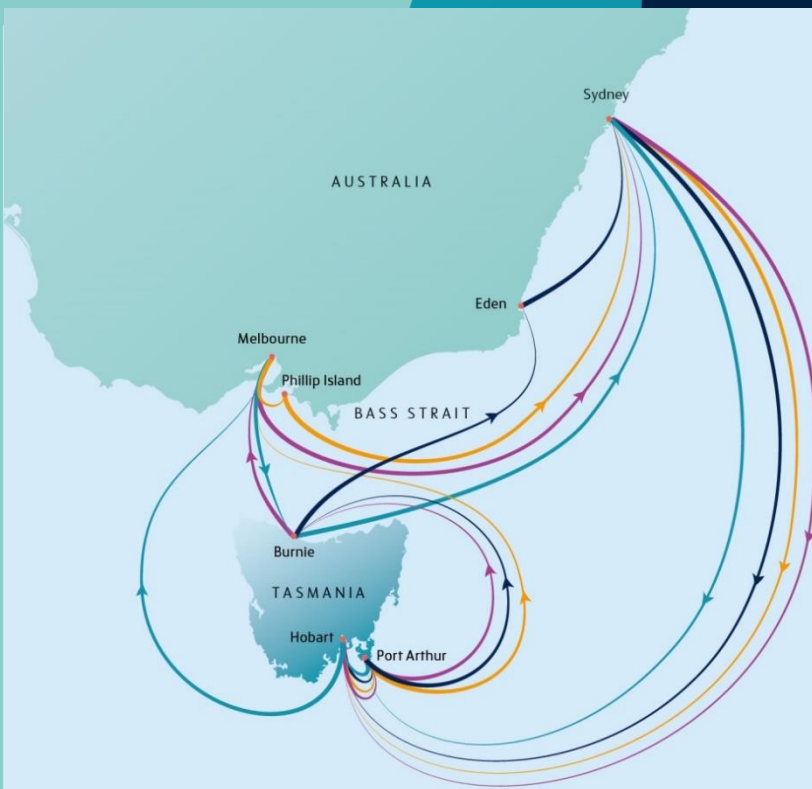 Sydney
AUSTRALIA
Eden
Melbourne
Phillip Island
BASS STRAIT
Burnie
TASMANIA
Hobart
Port Arthur